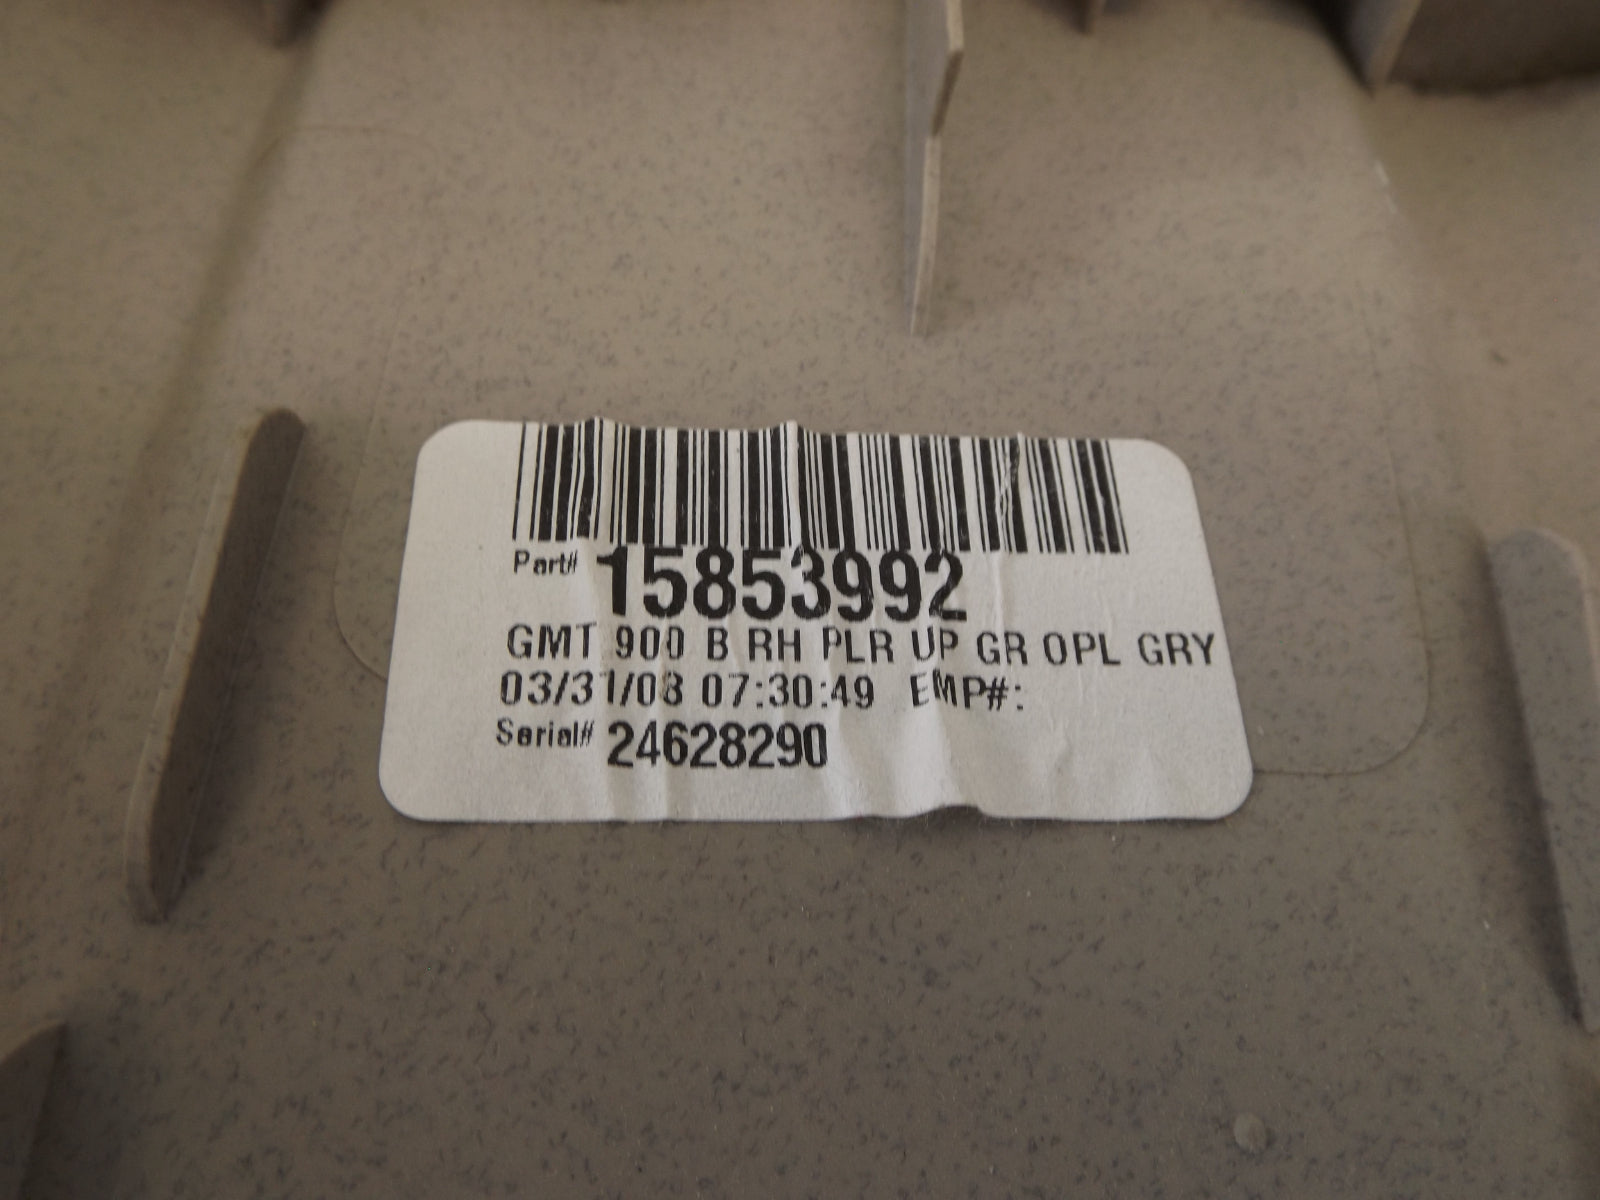 Part# 15853992
GMT 900 B RH PLR UP GR OPL GRY
03/31/08 07:30:49 EMP#:
Serial# 24628290